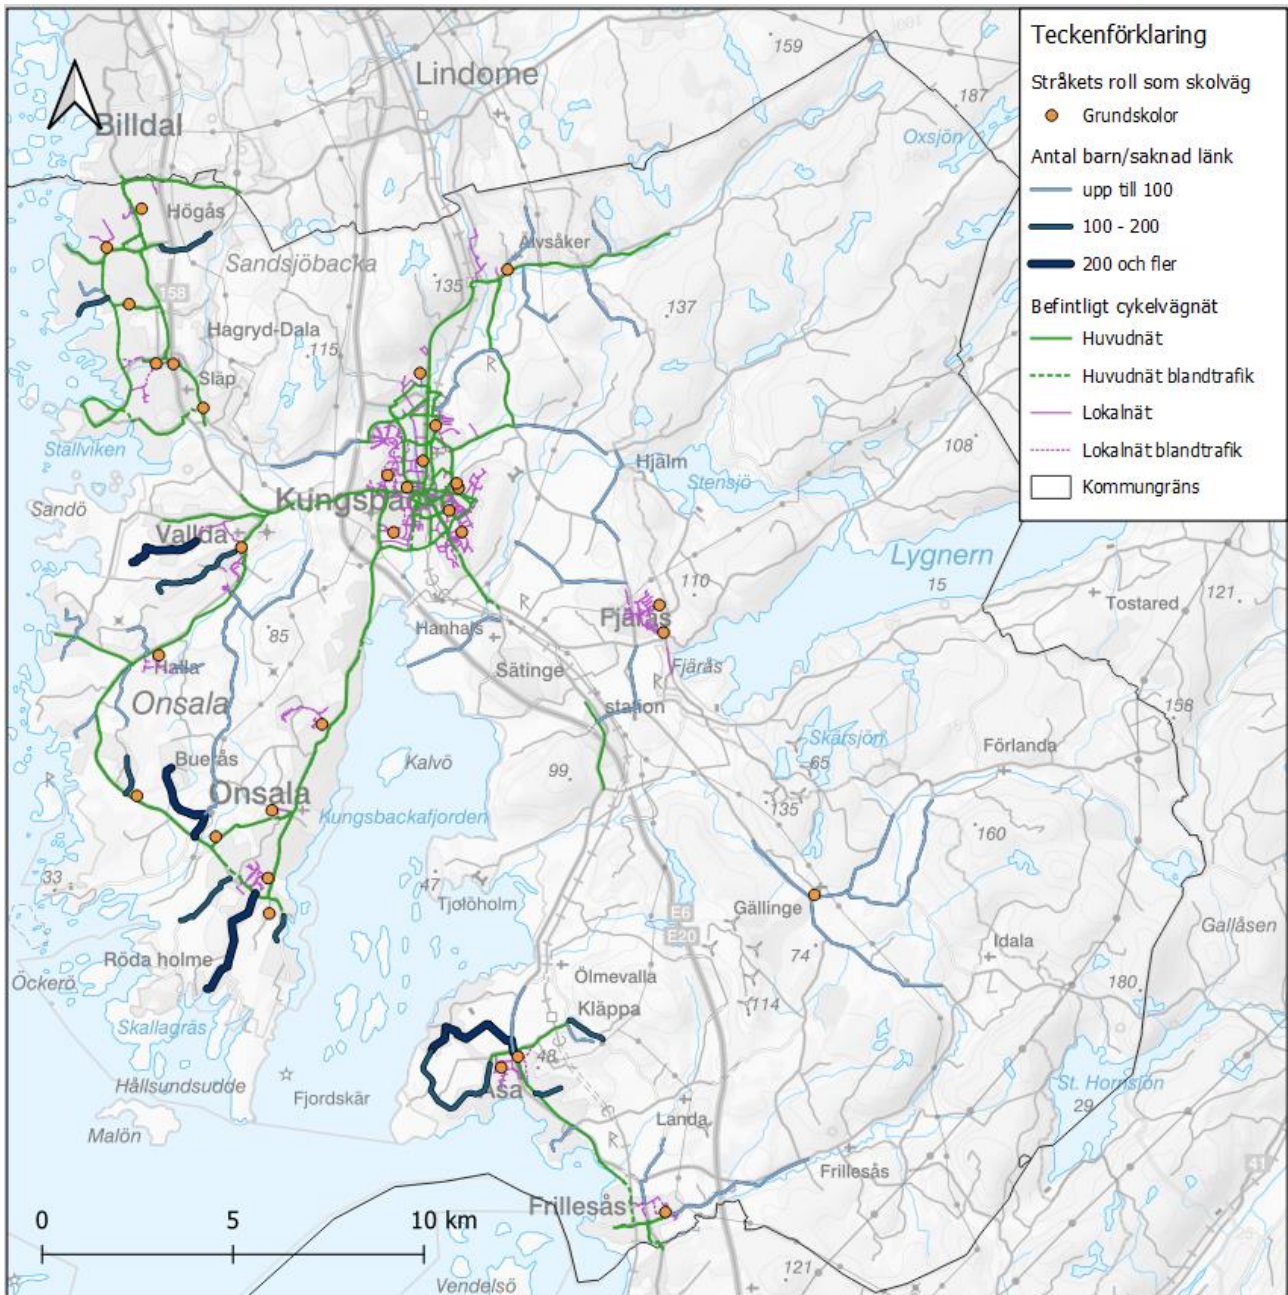 Teckenförklaring
Stråkets roll som skolväg
Grundskolor
Antal barn/saknad länk
upp till 100
100 - 200
200 och fler
Befintligt cykelvägnät
Huvudnät
Huvudnät blandtrafik
Lokalnät
Lokalnät blandtrafik
Kommungräns
159
Lindome
187
Billdal
Oxsjön
Högås
Älvsåker
Sandsjöbacka
135
158
137
Hagryd-Dala
115
Släp
108
Stallviken
Hjälm
Stensjö
Sandö
Kungsbacka
Vallda
Lygnern
15
110
121
Tostared
Fjärås
85
Hanhals
Sätinge
Fjärås
Halla
Onsala
station
158
Skärsjön
65
Förlanda
Buerås
Kalvö
99
Onsala
135
Kungsbackafjorden
160
33
47
Tjolöholm
Gällinge
E6
E20
Gallåsen
Idala
74
Röda holme
Ölmevalla
Öckerö
180
114
Kläppa
Skallagräs
48
Hållsundsudde
Fjordskär
Åsa
St. Hornsjön
29
Malön
Landa
Frillesås
41
Frillesås
0
5
10 km
121
Vendelsö